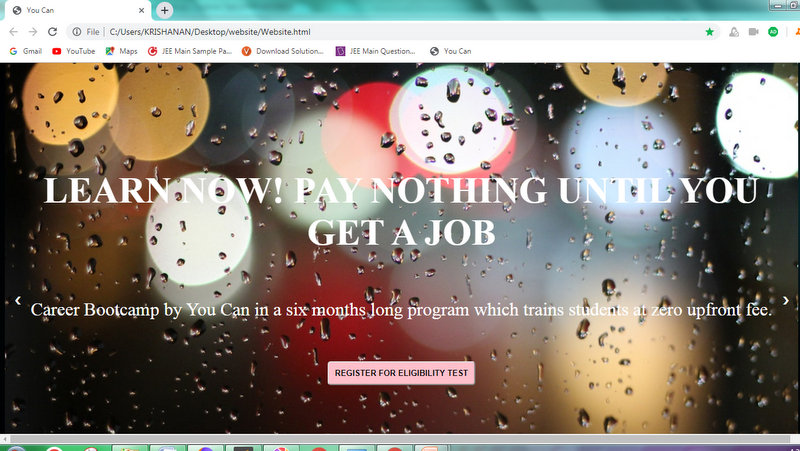 You Can
File | C:/Users/KRISHANAN/Desktop/website/Website.html
Gmail YouTube Maps JEE Main Sample Pa... Download Solution... JEE Main Question... You Can
LEARN NOW! PAY NOTHING UNTIL YOU
GET A JOB
Career Bootcamp by You Can in a six months long program which trains students at zero upfront fee.
REGISTER FOR ELIGIBILITY TEST